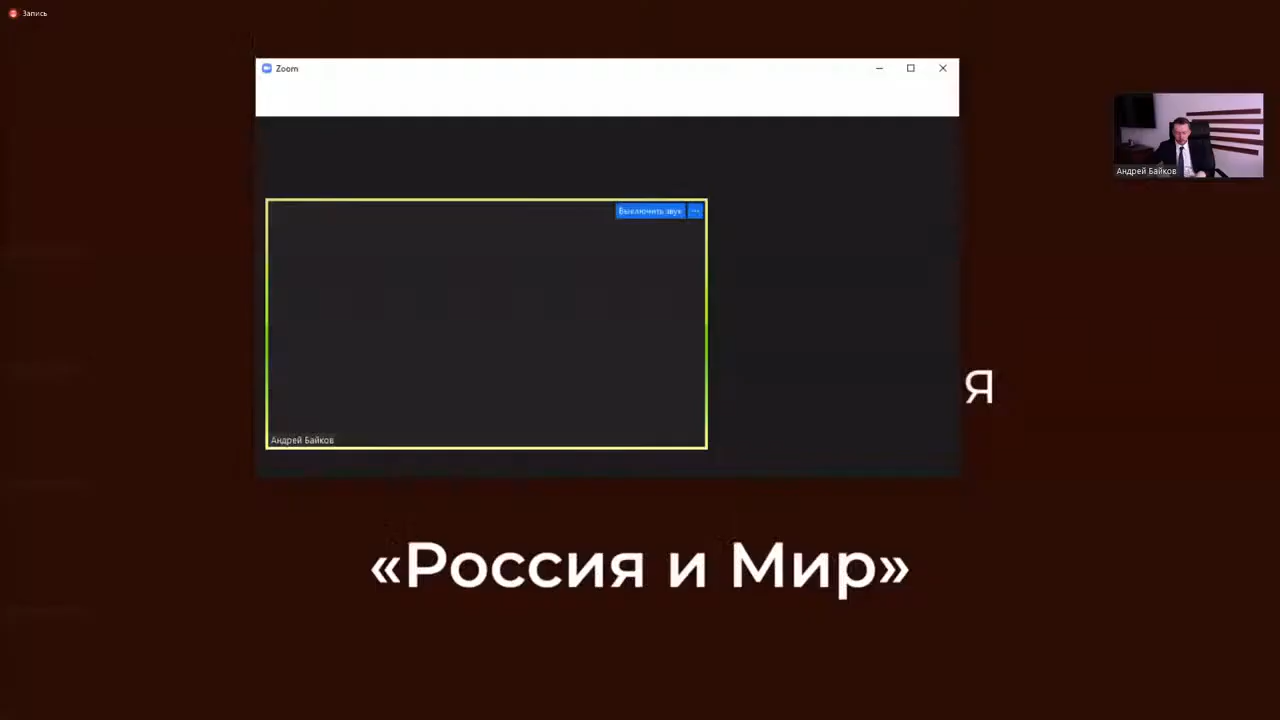 Запись
Zoom
Андрей Байков
Выключить звук
Андрей Байков
я
«Россия и Мир»